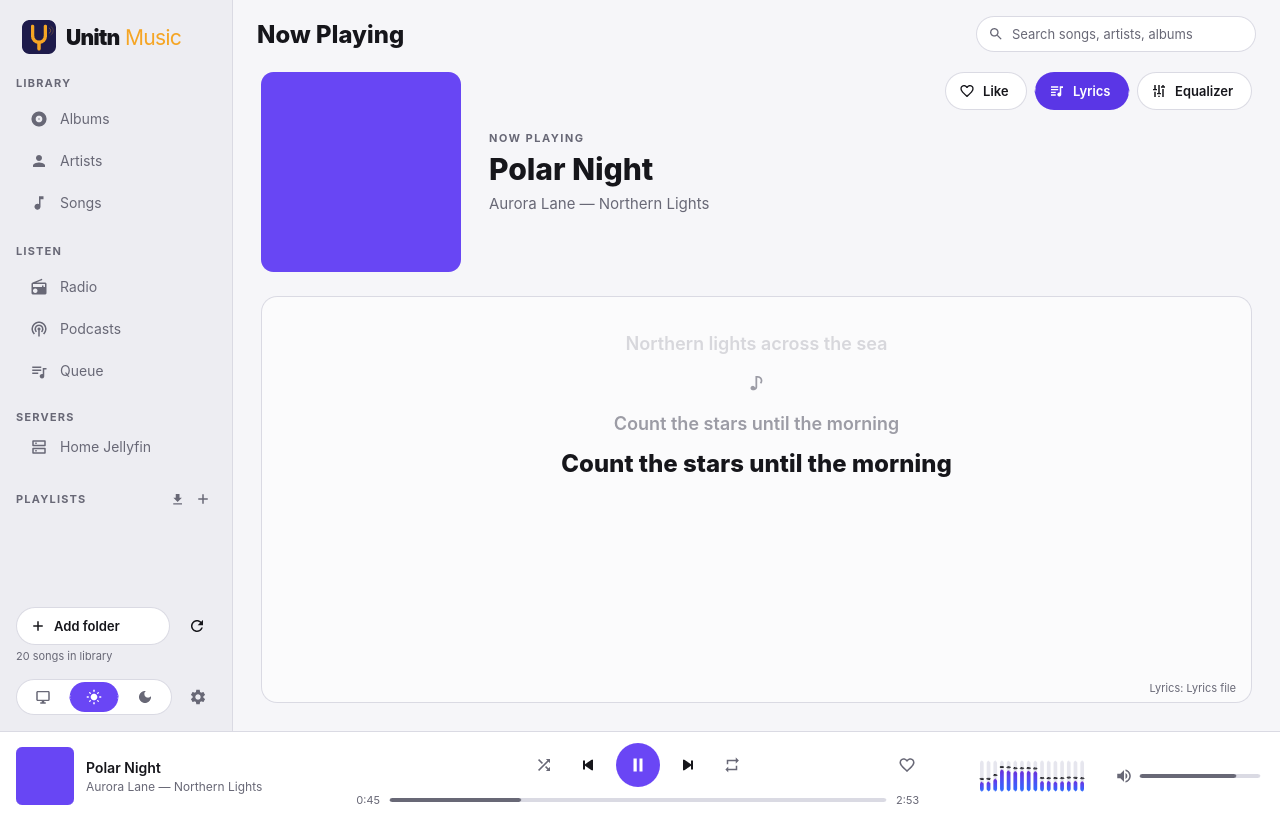 Unitn Music
LIBRARY
Albums
Artists
Songs
LISTEN
Radio
Podcasts
Queue
SERVERS
Home Jellyfin
PLAYLISTS
Add folder
20 songs in library
Now Playing
Search songs, artists, albums
Like
Lyrics
Equalizer
NOW PLAYING
Polar Night
Aurora Lane — Northern Lights
Northern lights across the sea
Count the stars until the morning
Count the stars until the morning
Lyrics: Lyrics file
Polar Night
Aurora Lane — Northern Lights
0:45
2:53